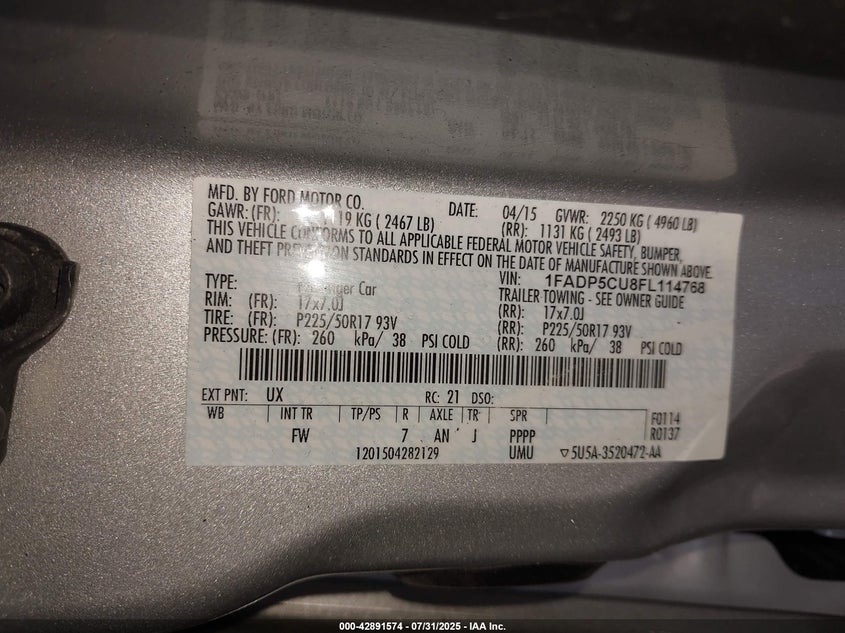 MFD. BY FORD MOTOR CO. DATE: 04/15 GVWR: 2250 KG ( 4960 LB)
GAWR: (FR): 19 KG ( 2467 LB) (RR): 1131 KG ( 2493 LB)
THIS VEHICLE CONFORMS TO ALL APPLICABLE FEDERAL MOTOR VEHICLE SAFETY, BUMPER,
AND THEFT PREVENTION STANDARDS IN EFFECT ON THE DATE OF MANUFACTURE SHOWN ABOVE.
VIN: 1FADP5CU8FL114768
TYPE: Passenger Car TRAILER TOWING - SEE OWNER GUIDE
RIM: (FR): 17x7.0J (RR): 17x7.0J
TIRE: (FR): P225/50R17 93V (RR): P225/50R17 93V
PRESSURE: (FR): 260 kPa/ 38 PSI COLD (RR): 260 kPa/ 38 PSI COLD
EXT PNT: UX RC: 21 DSO:
WB INT TR TP/PS R AXLE TR SPR F0114
FW 7 AN J PPPP R0137
1201504282129 UMU ▽5U5A-3520472-AA
000-42891574 - 07/31/2025 - IAA Inc.